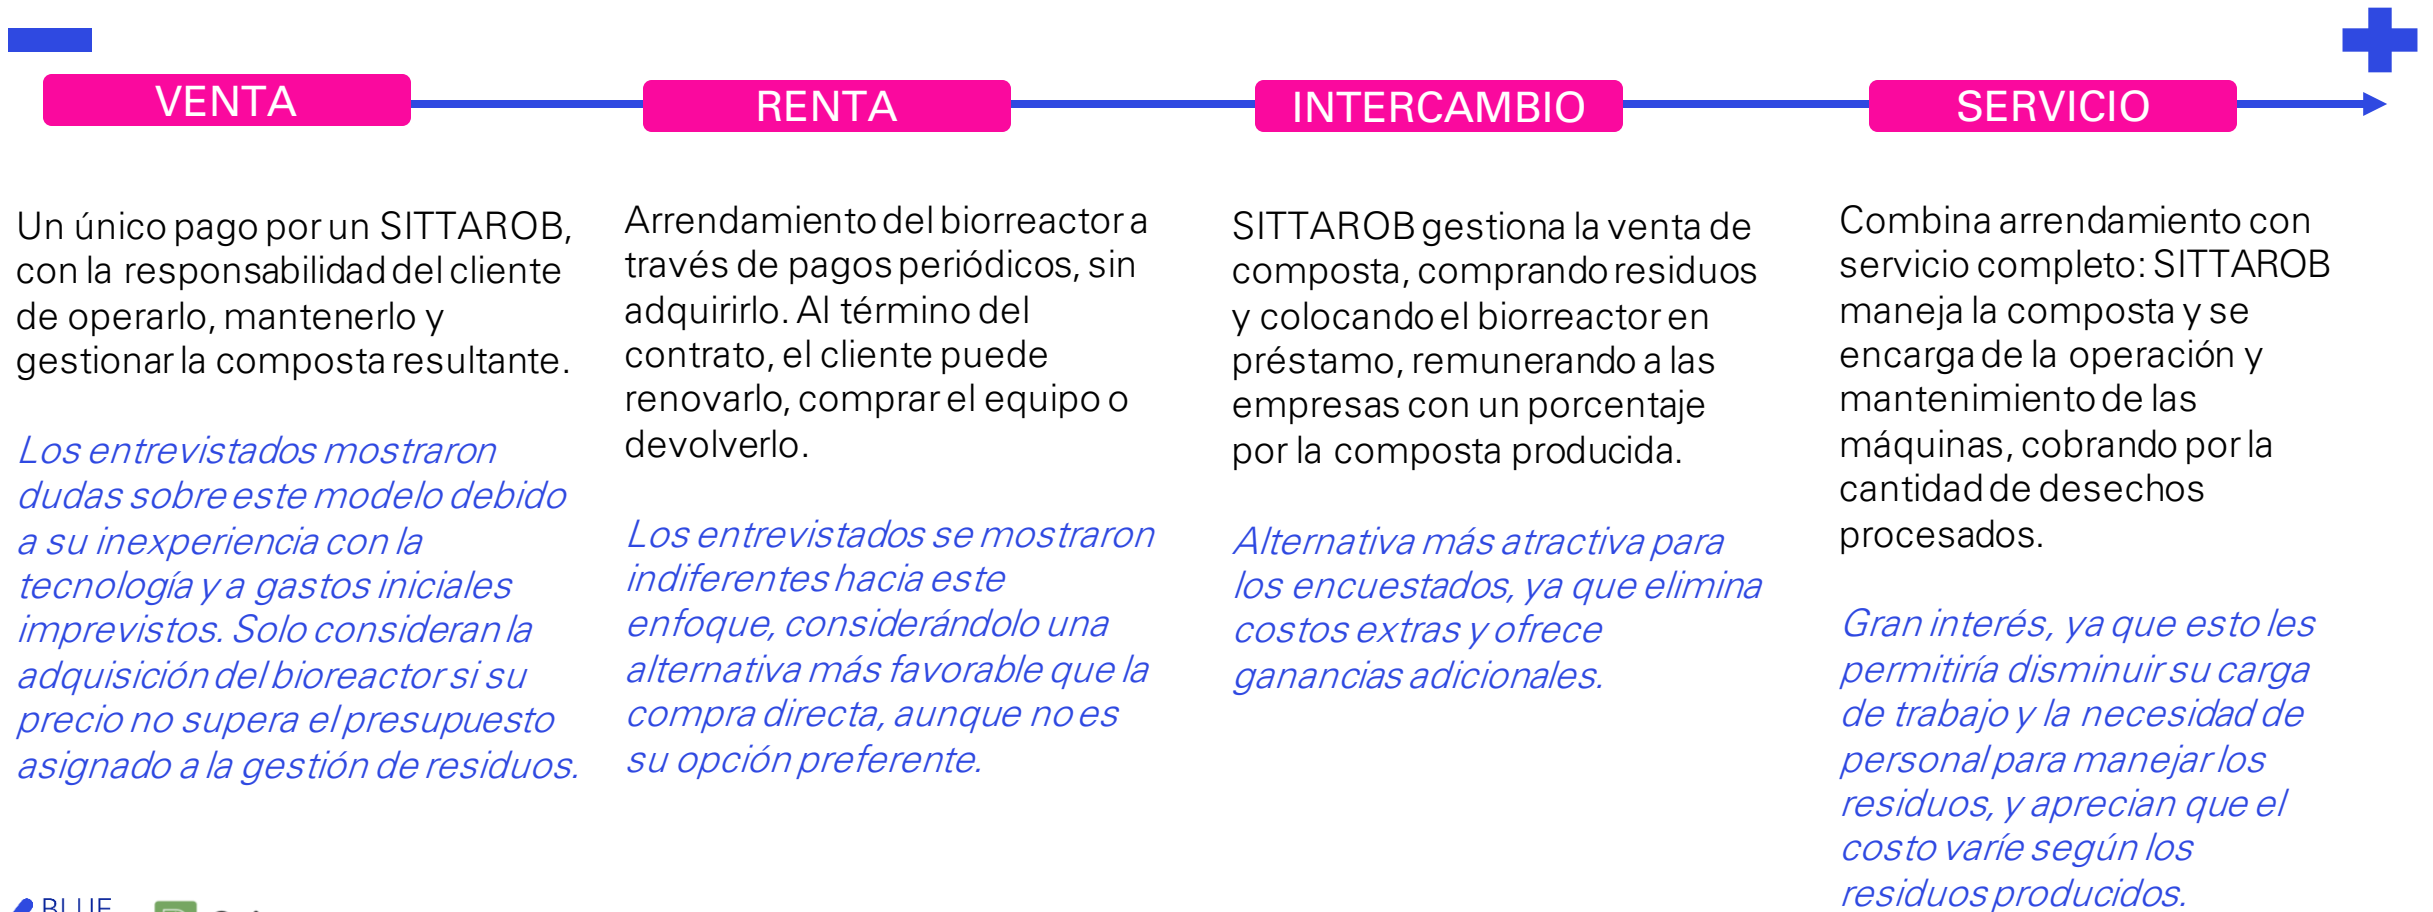 VENTA
RENTA
INTERCAMBIO
SERVICIO
Un único pago por un SITTAROB,
con la responsabilidad del cliente
de operarlo, mantenerlo y
gestionar la composta resultante.
Los entrevistados mostraron
dudas sobre este modelo debido
a su inexperiencia con la
tecnología y a gastos iniciales
imprevistos. Solo consideran la
adquisición del bioreactor si su
precio no supera el presupuesto
asignado a la gestión de residuos.
Arrendamiento del biorreactor a
través de pagos periódicos, sin
adquirirlo. Al término del
contrato, el cliente puede
renovarlo, comprar el equipo o
devolverlo.
Los entrevistados se mostraron
indiferentes hacia este
enfoque, considerándolo una
alternativa más favorable que la
compra directa, aunque no es
su opción preferente.
SITTAROB gestiona la venta de
composta, comprando residuos
y colocando el biorreactor en
préstamo, remunerando a las
empresas con un porcentaje
por la composta producida.
Alternativa más atractiva para
los encuestados, ya que elimina
costos extras y ofrece
ganancias adicionales.
Combina arrendamiento con
servicio completo: SITTAROB
maneja la composta y se
encarga de la operación y
mantenimiento de las
máquinas, cobrando por la
cantidad de desechos
procesados.
Gran interés, ya que esto les
permitiría disminuir su carga
de trabajo y la necesidad de
personal para manejar los
residuos, y aprecian que el
costo varíe según los
residuos producidos.
BLUE